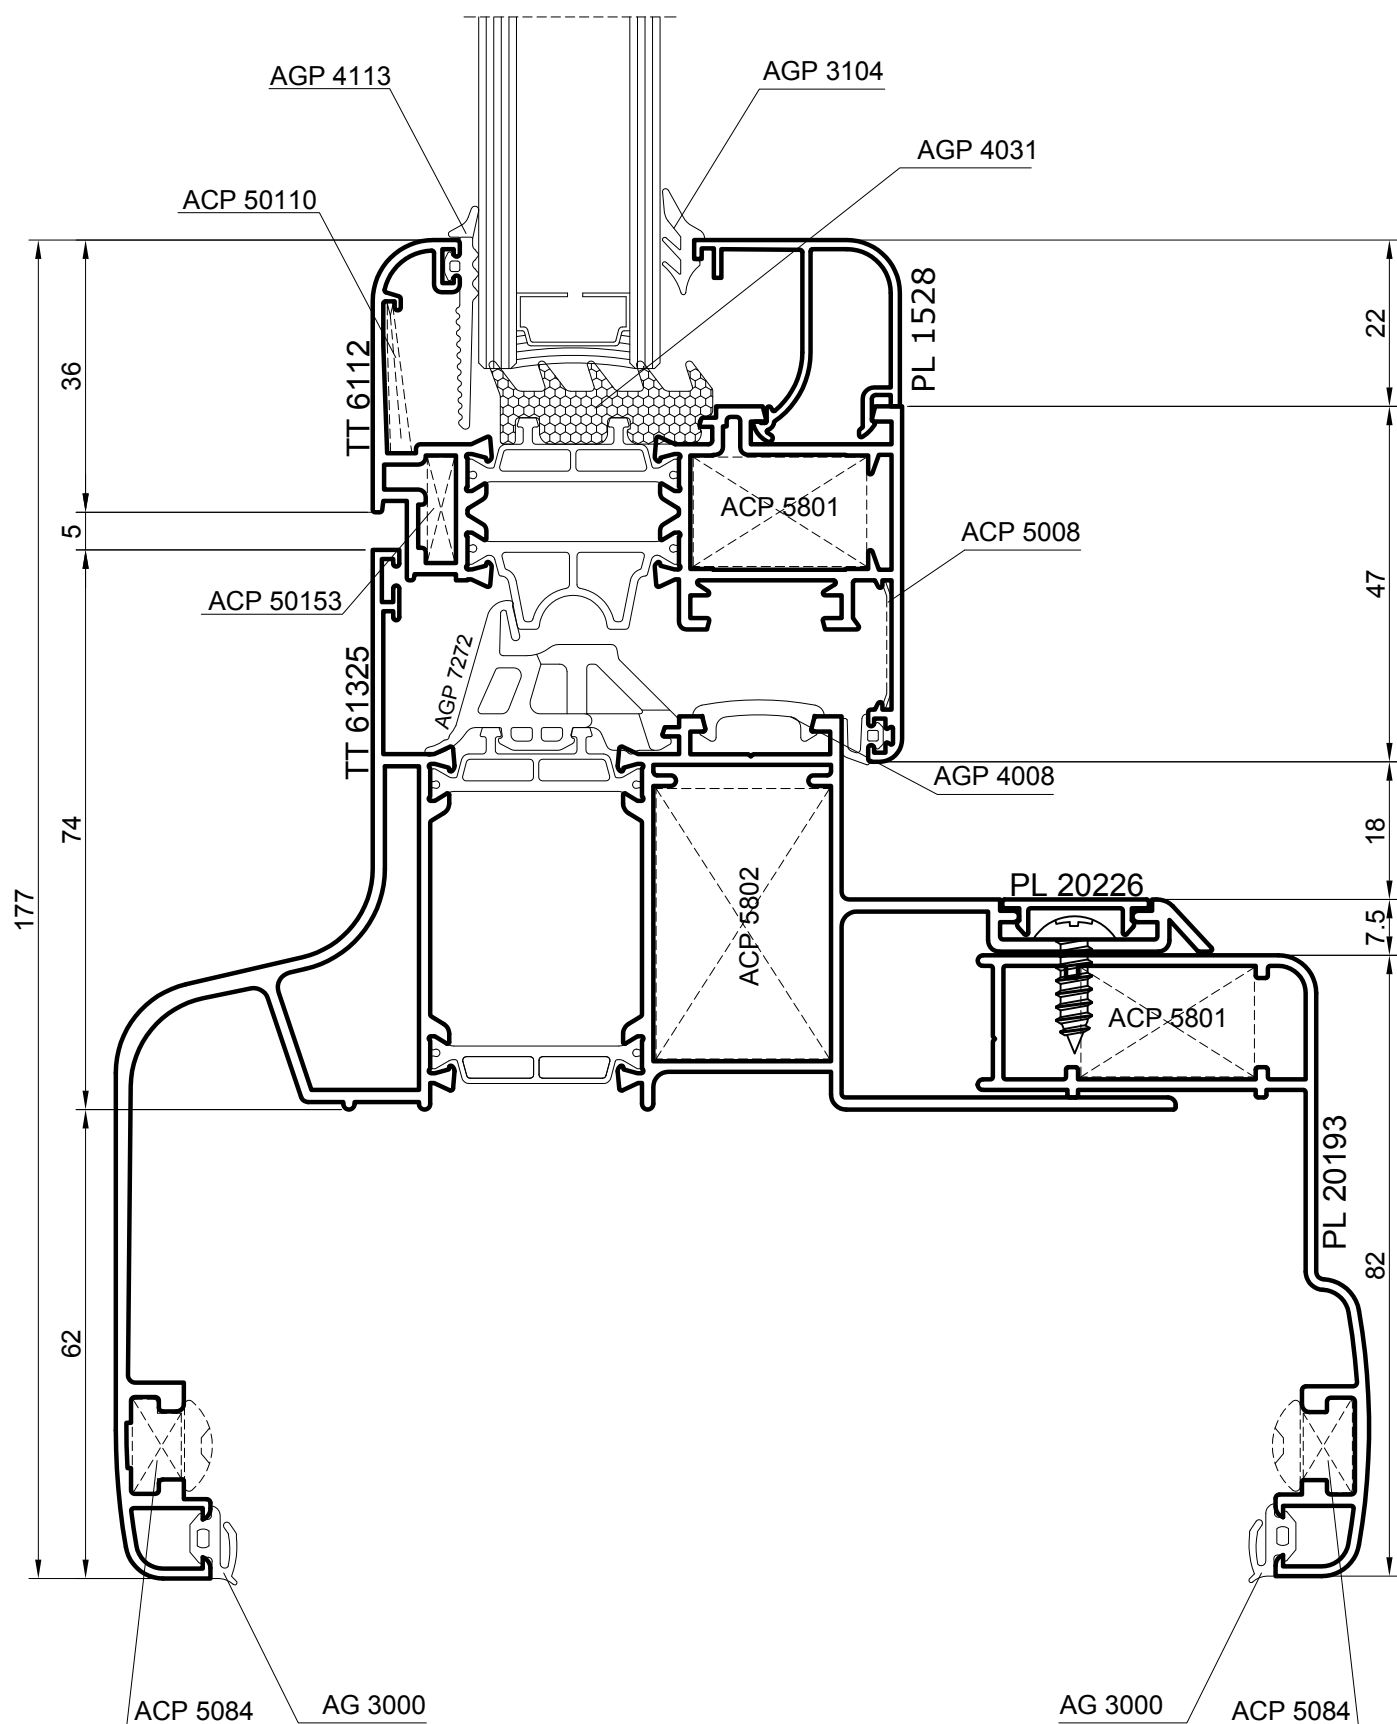 AGP 4113
AGP 3104
AGP 4031
ACP 50110
PL 1528
22
36
TT 6112
ACP 5801
5
ACP 5008
47
ACP 50153
AGP 7272
TT 61325
AGP 4008
74
18
177
ACP 5802
PL 20226
7.5
ACP 5801
PL 20193
82
62
ACP 5084
AG 3000
AG 3000
ACP 5084